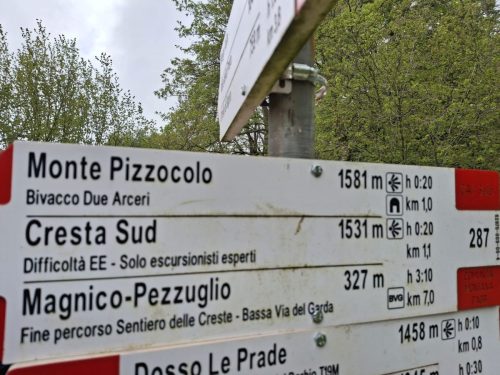 Monte Pizzocolo 1581 m h 0:20
Bivacco Due Arceri km 1,0
Cresta Sud 1531 m h 0:20
Difficoltà EE - Solo escursionisti esperti km 1,1
287
Magnico-Pezzuglio 327 m h 3:10
Fine percorso Sentiero delle Creste - Bassa Via del Garda BVG km 7,0
Dosso Le Prade 1458 m h 0:10
km 0,8
h 0:30